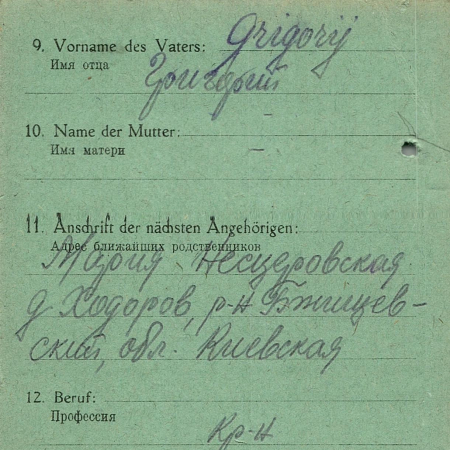 9. Vorname des Vaters: Grigorij
Имя отца
Григорий
10. Name der Mutter: –
Имя матери
–
11. Anschrift der nächsten Angehörigen:
Адрес ближайших родственников
Мария Несцеровская
д. Ходоров, р-н Бжищев-
ский, обл. Киевская
12. Beruf:
Профессия
Кр-н